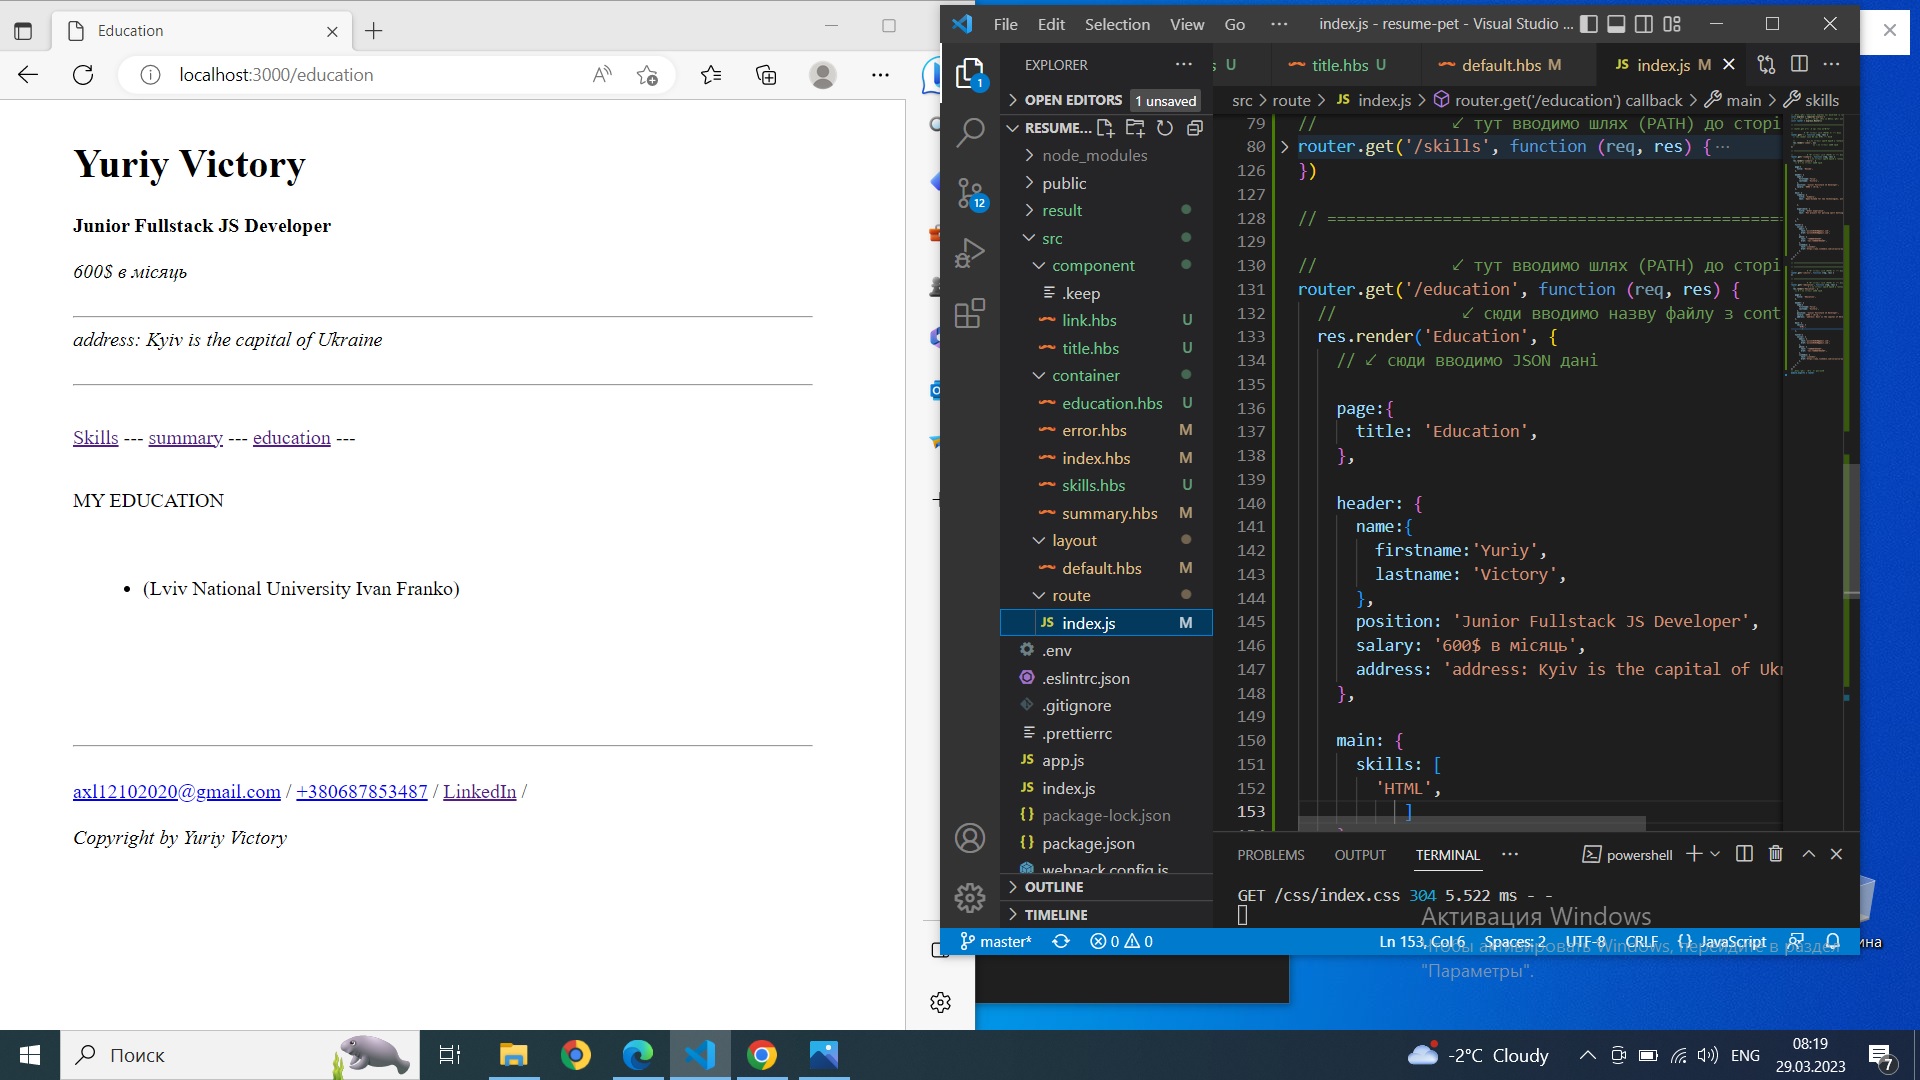 Education
localhost:3000/education
Yuriy Victory
Junior Fullstack JS Developer
600$ в місяць
address: Kyiv is the capital of Ukraine
Skills --- summary --- education ---
MY EDUCATION
• (Lviv National University Ivan Franko)
axl12102020@gmail.com / +380687853487 / LinkedIn /
Copyright by Yuriy Victory
File Edit Selection View Go ··· index.js - resume-pet - Visual Studio ...
EXPLORER ···
OPEN EDITORS 1 unsaved
RESUME...
node_modules
public
result
src
component
.keep
link.hbs U
title.hbs U
container
education.hbs U
error.hbs M
index.hbs M
skills.hbs U
summary.hbs M
layout
default.hbs M
route
JS index.js M
.env
.eslintrc.json
.gitignore
.prettierrc
JS app.js
JS index.js
{} package-lock.json
{} package.json
webpack.config.js
OUTLINE
TIMELINE
1
12
s U title.hbs U default.hbs M JS index.js M
src > route > JS index.js > router.get('/education') callback > main > skills
79 // ↙ тут вводимо шлях (PATH) до сторі
80 router.get('/skills', function (req, res) {···
126 })
127
128 // ================================================
129
130 // ↙ тут вводимо шлях (PATH) до сторі
131 router.get('/education', function (req, res) {
132 // ↙ сюди вводимо назву файлу з cont
133 res.render('Education', {
134 // ↙ сюди вводимо JSON дані
135
136 page:{
137 title: 'Education',
138 },
139
140 header: {
141 name:{
142 firstname:'Yuriy',
143 lastname: 'Victory',
144 },
145 position: 'Junior Fullstack JS Developer',
146 salary: '600$ в місяць',
147 address: 'address: Kyiv is the capital of Uk
148 },
149
150 main: {
151 skills: [
152 'HTML',
153 ]
PROBLEMS OUTPUT TERMINAL ··· powershell
GET /css/index.css 304 5.522 ms - -
Активация Windows
Чтобы активировать Windows, перейдите в раздел
"Параметры".
master* 0 0 Ln 153, Col 6 Spaces: 2 UTF-8 CRLF {} JavaScript
ина
Поиск
-2°C Cloudy ENG
08:19
29.03.2023
7